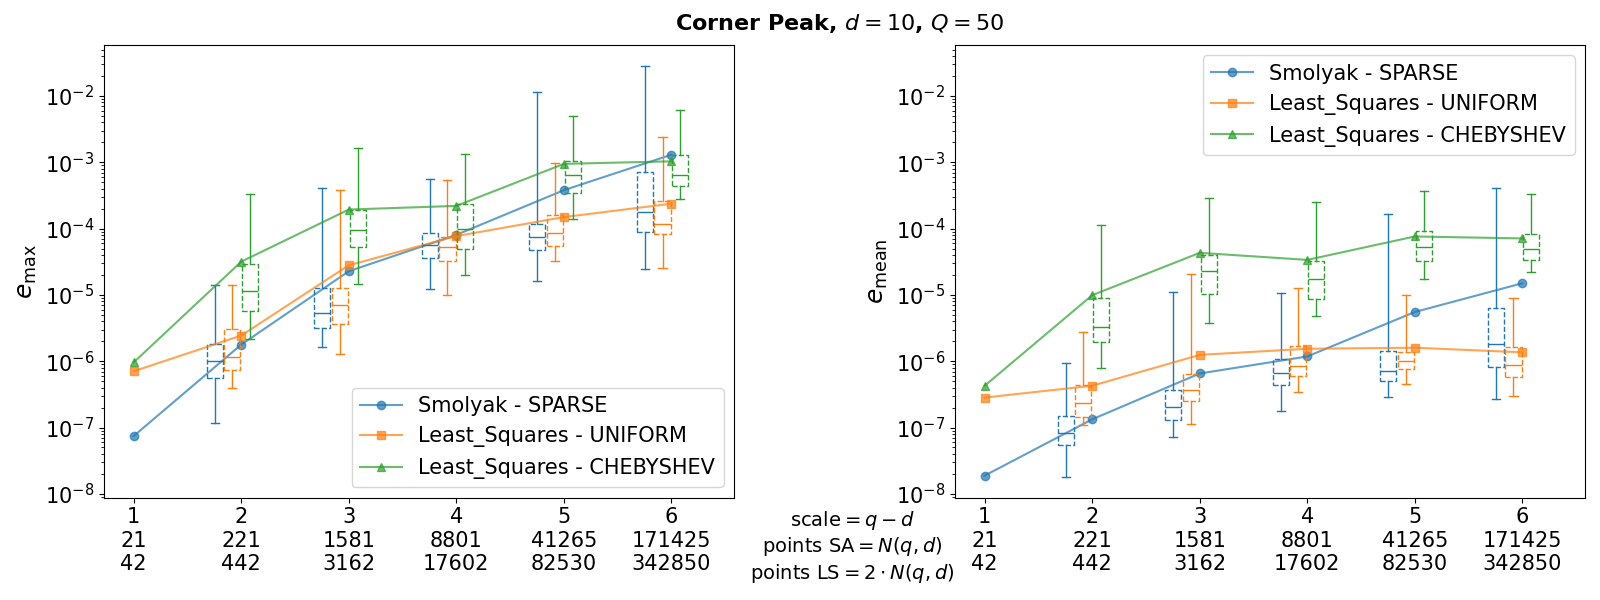 Corner Peak, d = 10, Q = 50
e_max
10^-2
10^-3
10^-4
10^-5
10^-6
10^-7
10^-8
Smolyak - SPARSE
Least_Squares - UNIFORM
Least_Squares - CHEBYSHEV
1 2 3 4 5 6
21 221 1581 8801 41265 171425
42 442 3162 17602 82530 342850
scale = q − d
points SA = N(q, d)
points LS = 2 · N(q, d)
e_mean
10^-2
10^-3
10^-4
10^-5
10^-6
10^-7
10^-8
Smolyak - SPARSE
Least_Squares - UNIFORM
Least_Squares - CHEBYSHEV
1 2 3 4 5 6
21 221 1581 8801 41265 171425
42 442 3162 17602 82530 342850